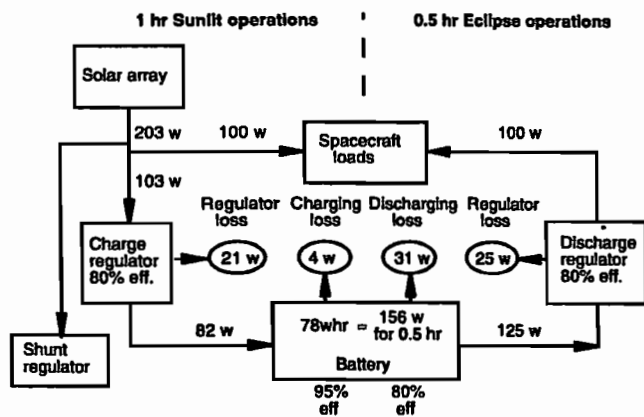 1 hr Sunlit operations
0.5 hr Eclipse operations
Solar array
203 w
100 w
Spacecraft
loads
100 w
103 w
Regulator
loss
Charging
loss
Discharging
loss
Regulator
loss
Charge
regulator
80% eff.
21 w
4 w
31 w
25 w
Discharge
regulator
80% eff.
Shunt
regulator
82 w
78whr = 156 w
for 0.5 hr
Battery
125 w
95%
eff
80%
eff